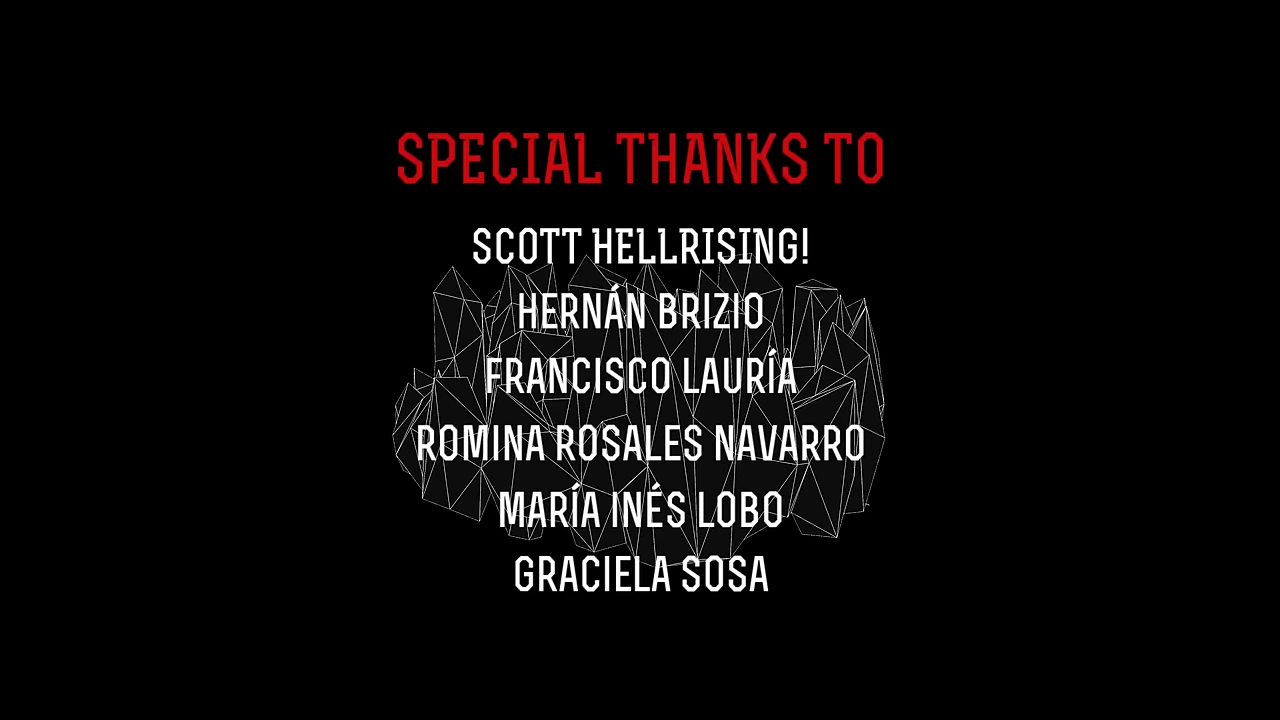 SPECIAL THANKS TO
SCOTT HELLRISING!
HERNÁN BRIZIO
FRANCISCO LAURÍA
ROMINA ROSALES NAVARRO
MARÍA INÉS LOBO
GRACIELA SOSA